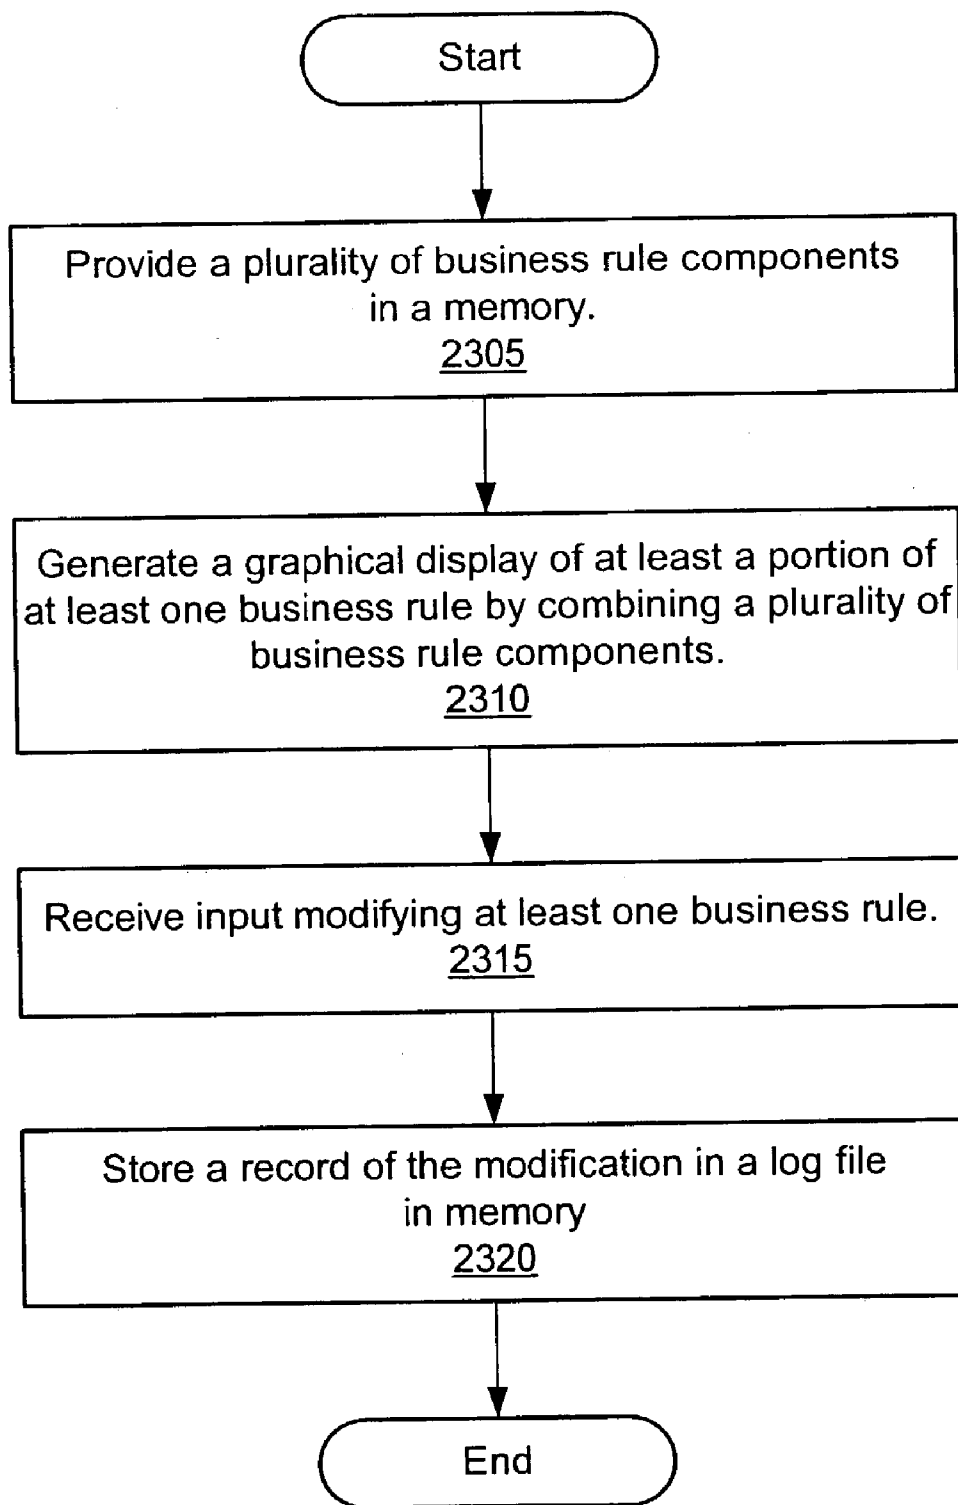 Start
Provide a plurality of business rule components
in a memory.
2305
Generate a graphical display of at least a portion of
at least one business rule by combining a plurality of
business rule components.
2310
Receive input modifying at least one business rule.
2315
Store a record of the modification in a log file
in memory
2320
End